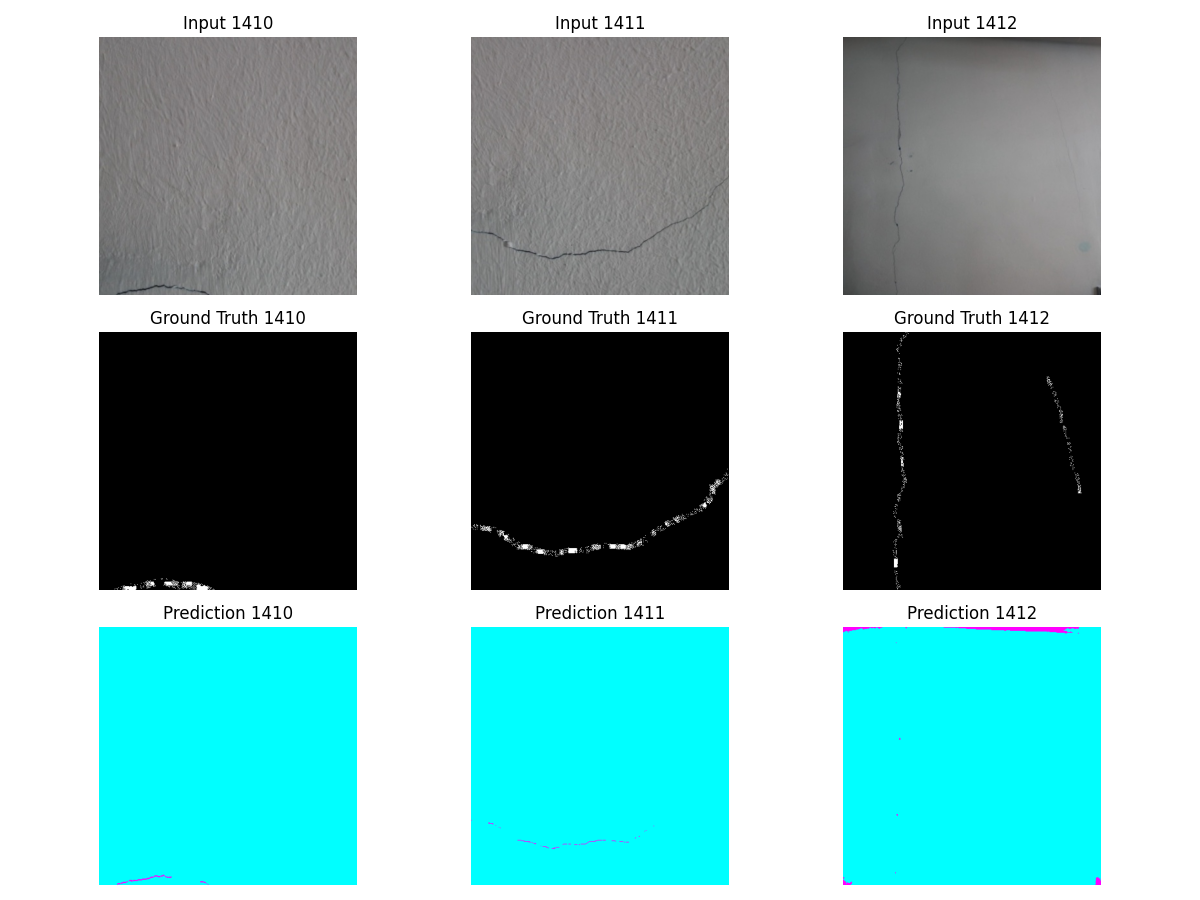 Input 1410
Input 1411
Input 1412
Ground Truth 1410
Ground Truth 1411
Ground Truth 1412
Prediction 1410
Prediction 1411
Prediction 1412